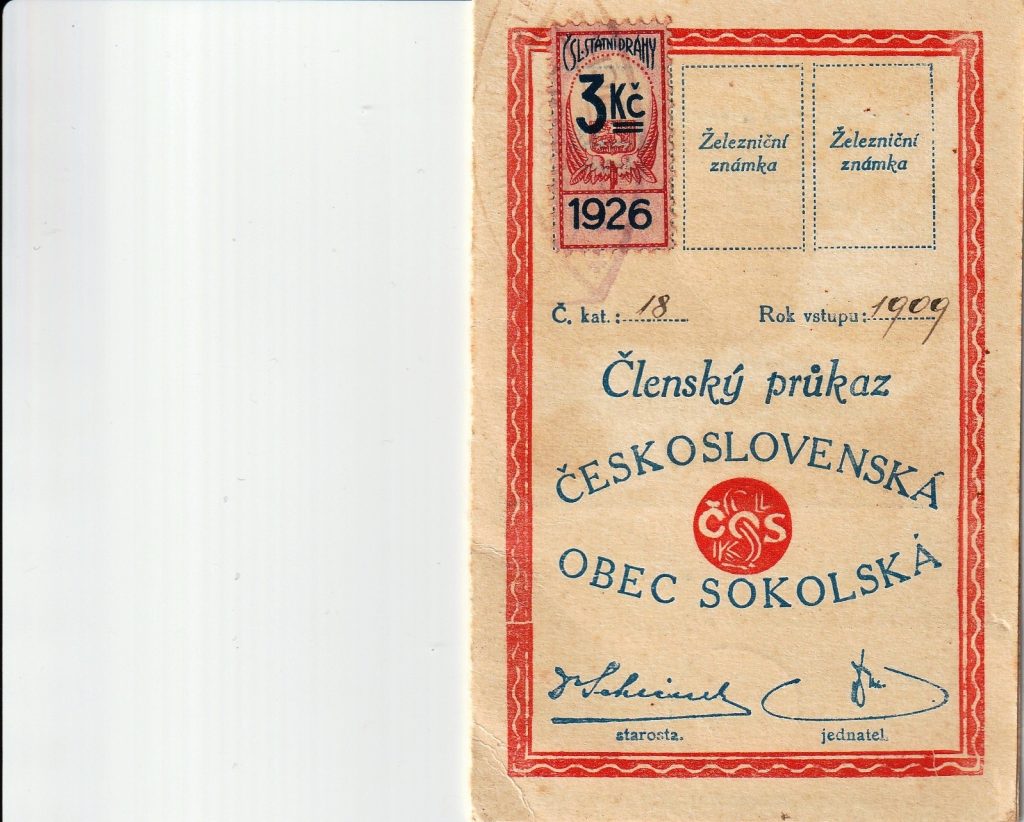 ČSL. STÁTNÍ DRÁHY
3 Kč
1926
Železniční
známka
Železniční
známka
Č. kat.: 18 Rok vstupu: 1909
Členský průkaz
ČESKOSLOVENSKÁ
ČOS
OBEC SOKOLSKÁ
starosta. jednatel.